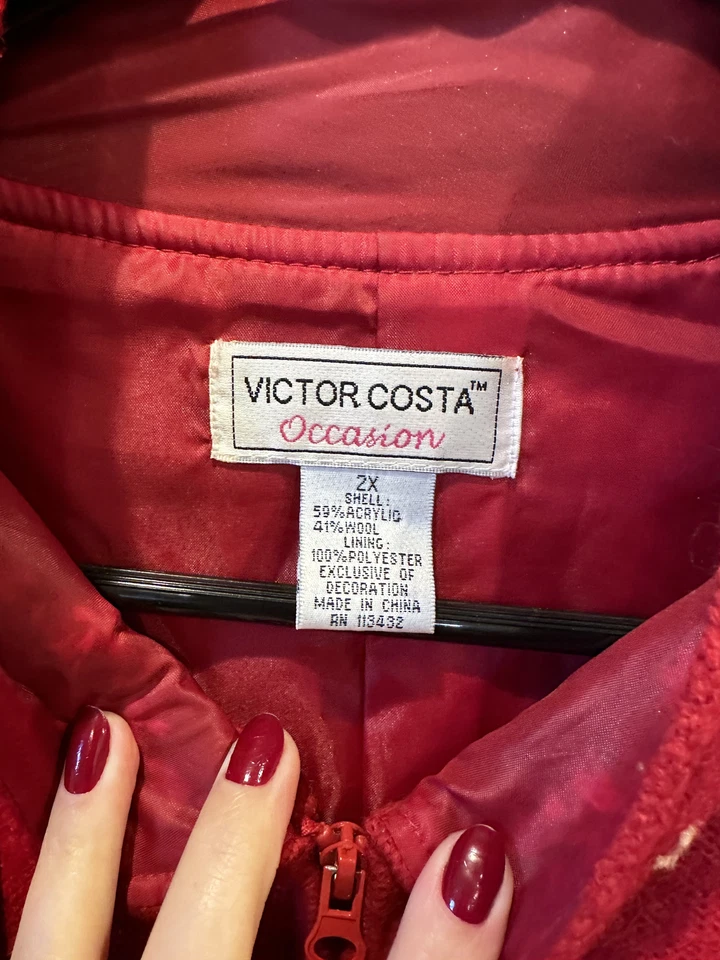 VICTOR COSTA™
Occasion
2X
SHELL:
59%ACRYLIC
41%WOOL
LINING:
100%POLYESTER
EXCLUSIVE OF
DECORATION
MADE IN CHINA
RN 113432